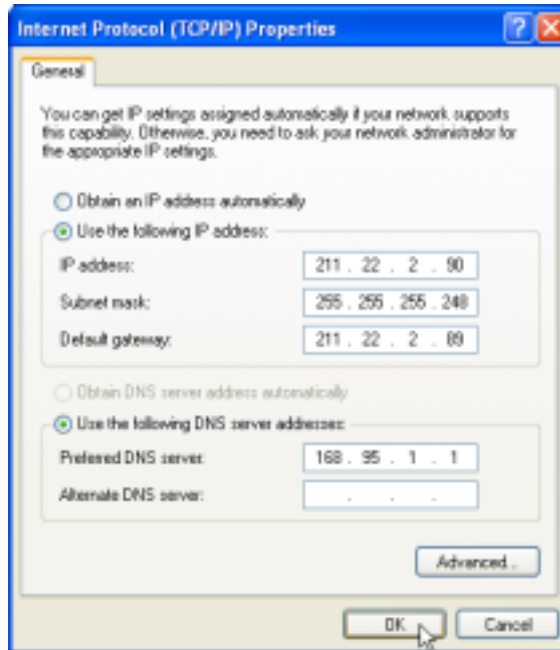 Internet Protocol (TCP/IP) Properties
General
You can get IP settings assigned automatically if your network supports
this capability. Otherwise, you need to ask your network administrator for
the appropriate IP settings.
Obtain an IP address automatically
Use the following IP address:
IP address: 211 . 22 . 2 . 90
Subnet mask: 255 . 255 . 255 . 248
Default gateway: 211 . 22 . 2 . 89
Obtain DNS server address automatically
Use the following DNS server addresses:
Preferred DNS server: 168 . 95 . 1 . 1
Alternate DNS server: . . .
Advanced...
OK Cancel